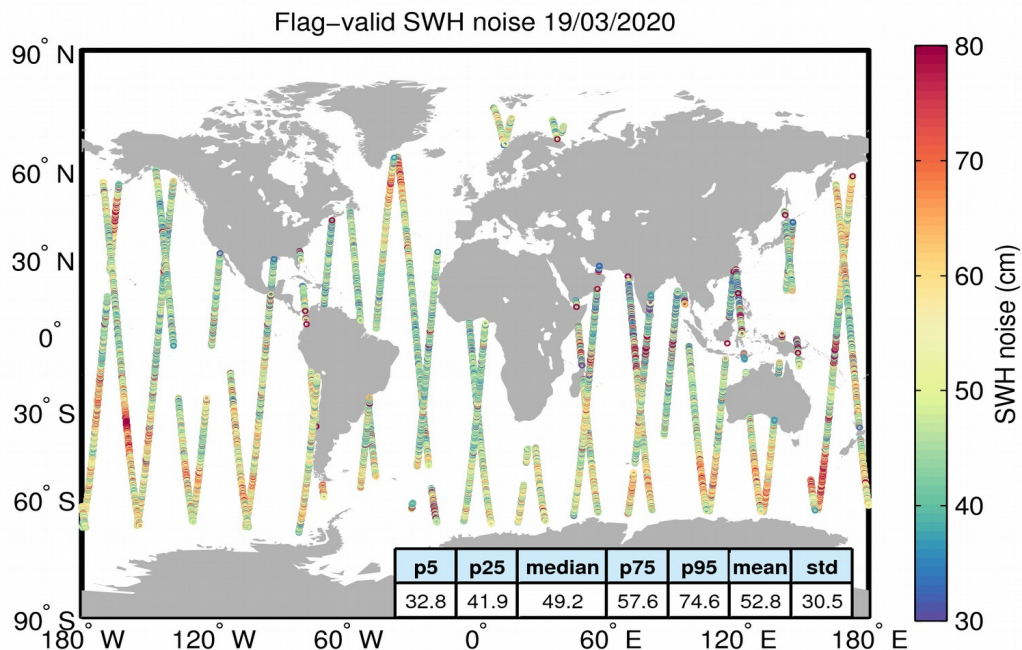 Flag−valid SWH noise 19/03/2020
90° N
60° N
30° N
0°
30° S
60° S
90° S
180° W
120° W
60° W
0°
60° E
120° E
180° E
p5 p25 median p75 p95 mean std
32.8 41.9 49.2 57.6 74.6 52.8 30.5
80
70
60
50
40
30
SWH noise (cm)